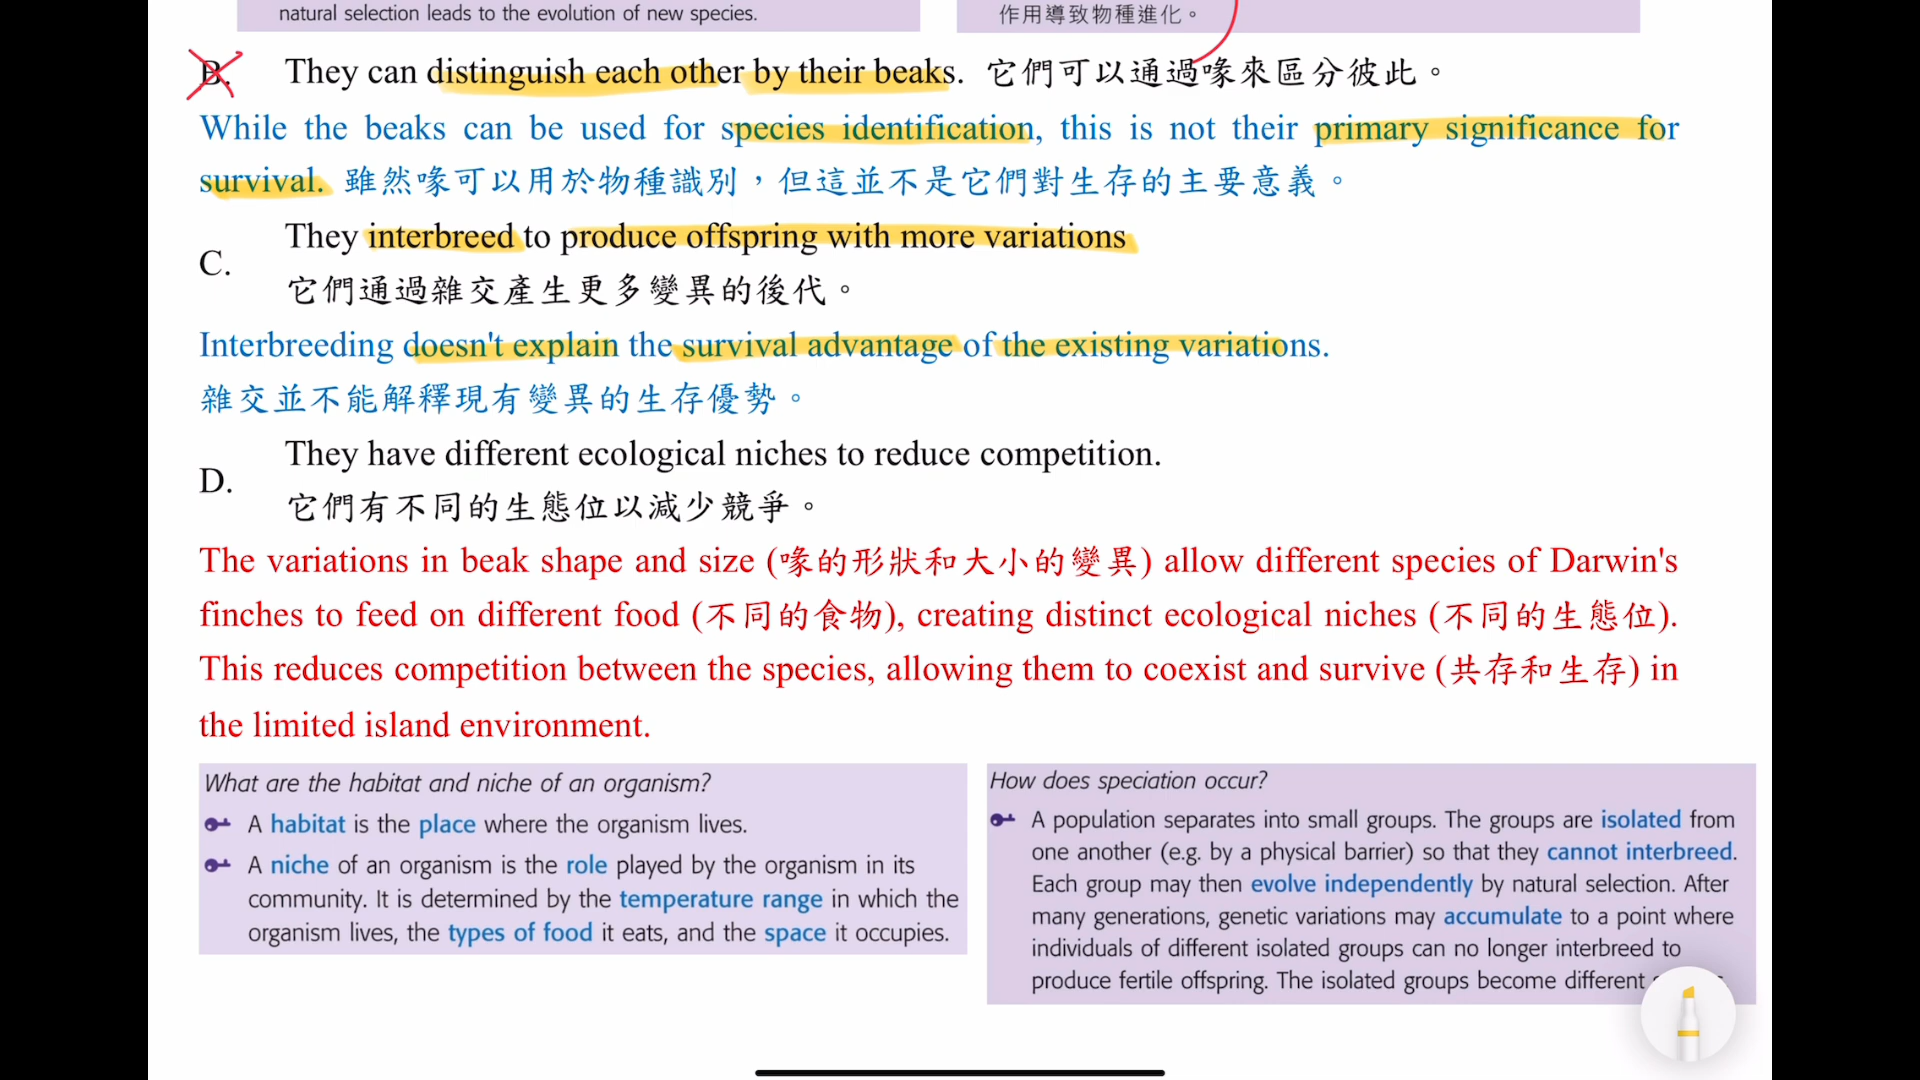 natural selection leads to the evolution of new species.
作用導致物種進化。
B. They can distinguish each other by their beaks. 它們可以通過喙來區分彼此。
While the beaks can be used for species identification, this is not their primary significance for
survival. 雖然喙可以用於物種識別，但這並不是它們對生存的主要意義。
They interbreed to produce offspring with more variations
C.
它們通過雜交產生更多變異的後代。
Interbreeding doesn't explain the survival advantage of the existing variations.
雜交並不能解釋現有變異的生存優勢。
They have different ecological niches to reduce competition.
D.
它們有不同的生態位以減少競爭。
The variations in beak shape and size (喙的形狀和大小的變異) allow different species of Darwin's
finches to feed on different food (不同的食物), creating distinct ecological niches (不同的生態位).
This reduces competition between the species, allowing them to coexist and survive (共存和生存) in
the limited island environment.
What are the habitat and niche of an organism?
A habitat is the place where the organism lives.
A niche of an organism is the role played by the organism in its
community. It is determined by the temperature range in which the
organism lives, the types of food it eats, and the space it occupies.
How does speciation occur?
A population separates into small groups. The groups are isolated from
one another (e.g. by a physical barrier) so that they cannot interbreed.
Each group may then evolve independently by natural selection. After
many generations, genetic variations may accumulate to a point where
individuals of different isolated groups can no longer interbreed to
produce fertile offspring. The isolated groups become different